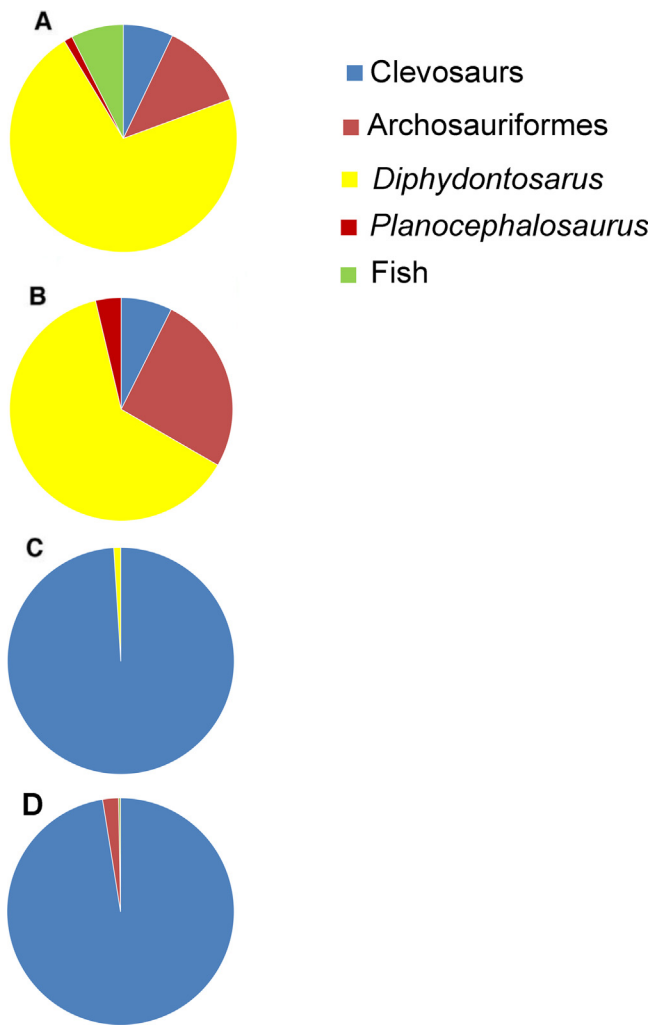 A
Clevosaurs
Archosauriformes
Diphydontosarus
Planocephalosaurus
Fish
B
C
D